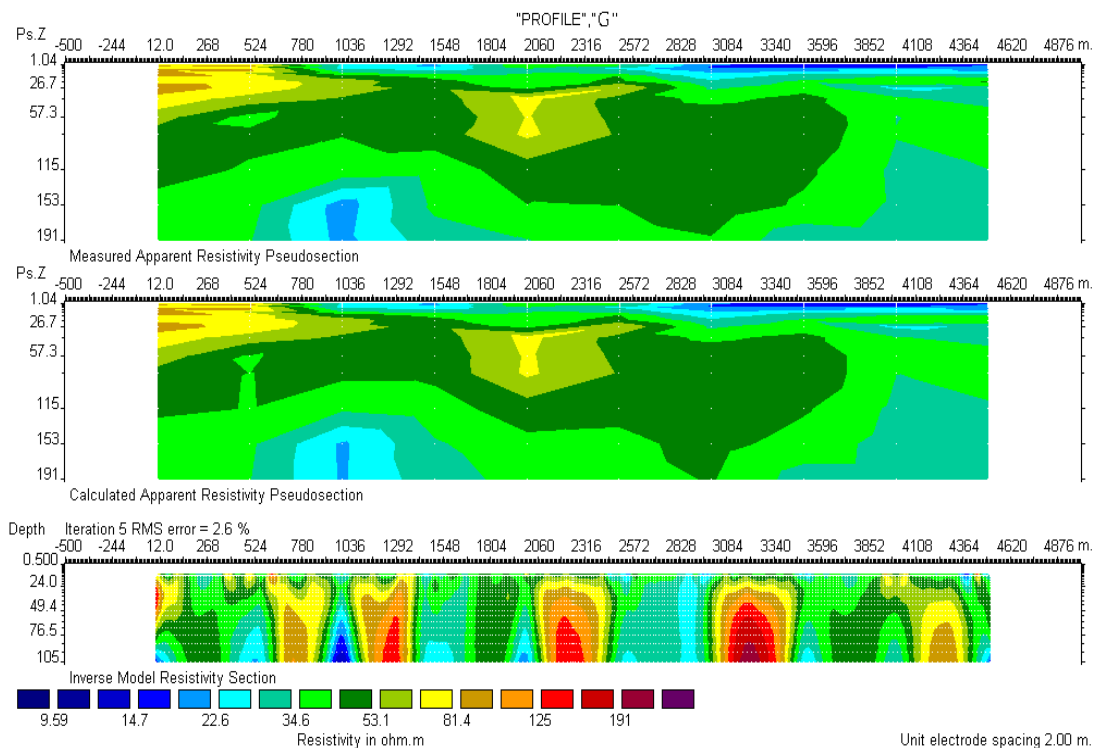 "PROFILE","G"
Ps.Z
-500 -244 12.0 268 524 780 1036 1292 1548 1804 2060 2316 2572 2828 3084 3340 3596 3852 4108 4364 4620 4876 m.
1.04
26.7
57.3
115
153
191
Measured Apparent Resistivity Pseudosection
Ps.Z
-500 -244 12.0 268 524 780 1036 1292 1548 1804 2060 2316 2572 2828 3084 3340 3596 3852 4108 4364 4620 4876 m.
1.04
26.7
57.3
115
153
191
Calculated Apparent Resistivity Pseudosection
Depth Iteration 5 RMS error = 2.6 %
-500 -244 12.0 268 524 780 1036 1292 1548 1804 2060 2316 2572 2828 3084 3340 3596 3852 4108 4364 4620 4876 m.
0.500
24.0
49.4
76.5
105
Inverse Model Resistivity Section
9.59 14.7 22.6 34.6 53.1 81.4 125 191
Resistivity in ohm.m
Unit electrode spacing 2.00 m.